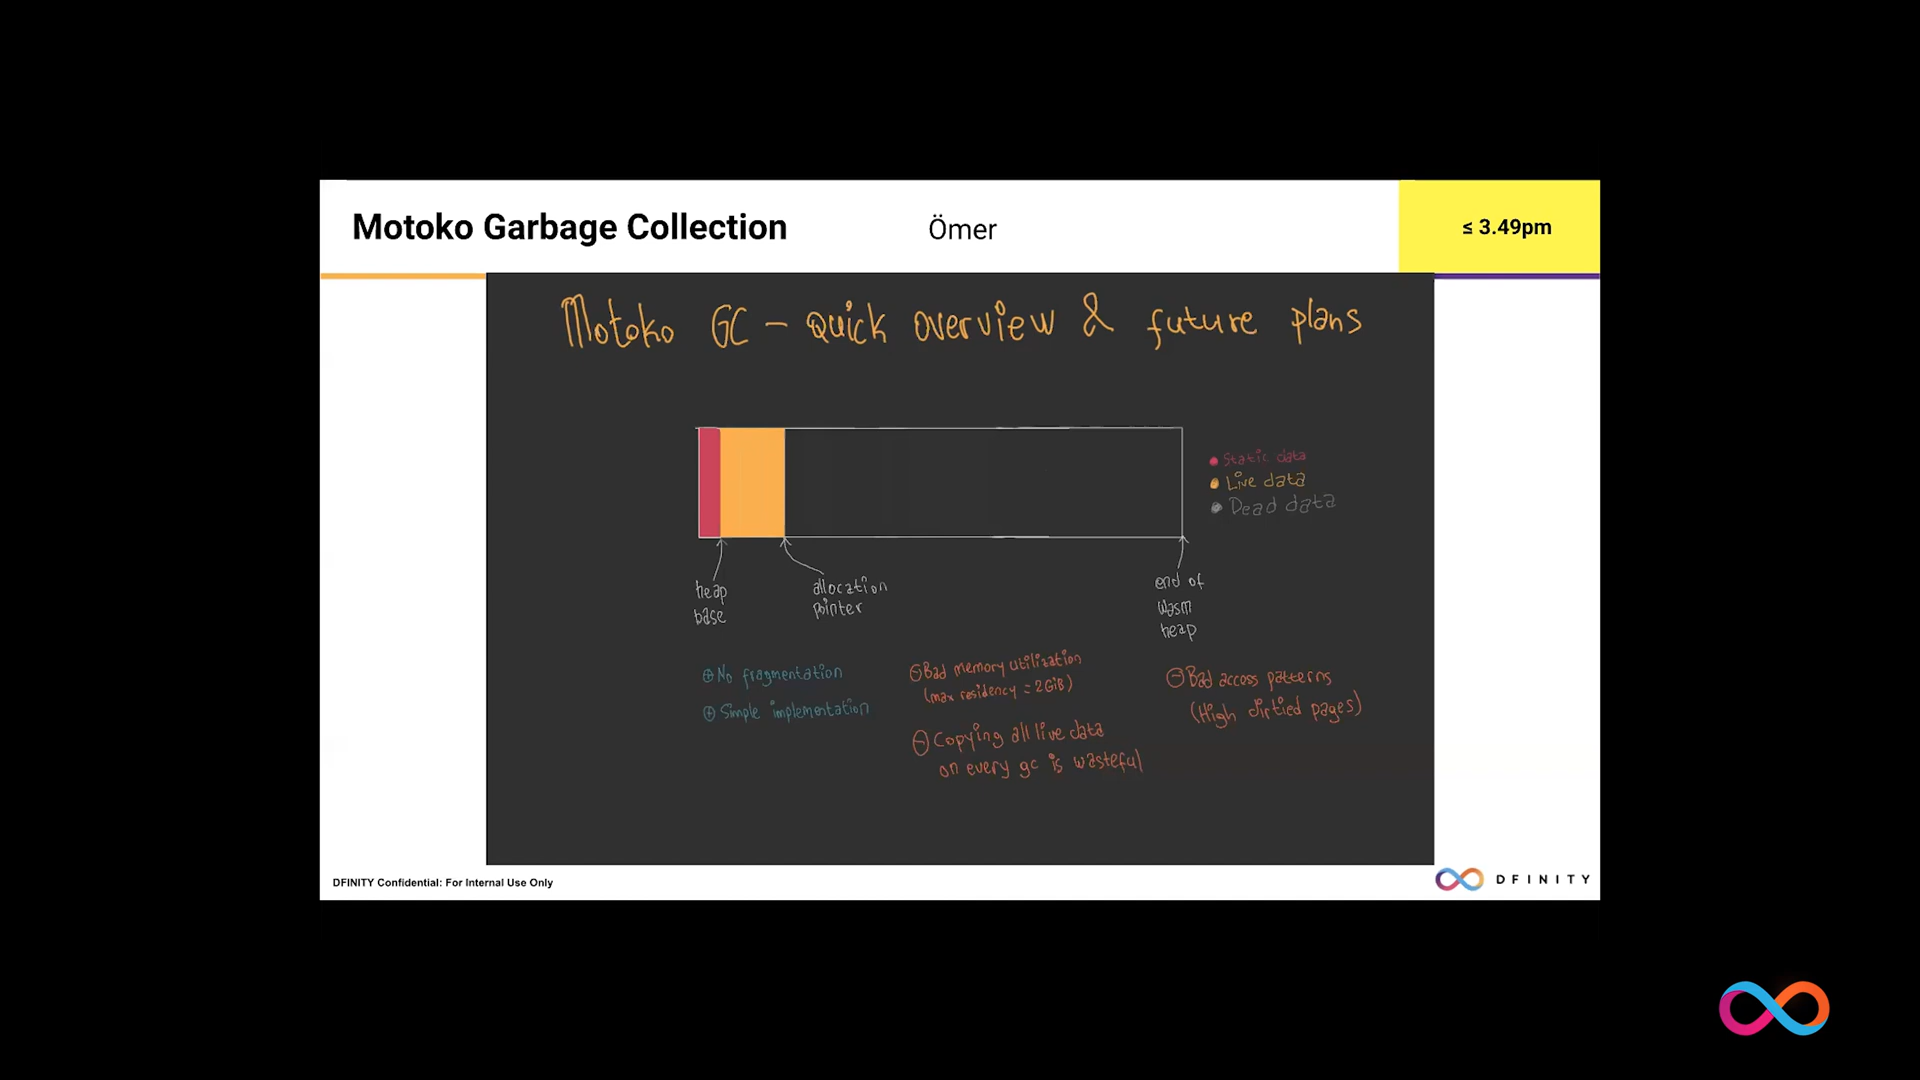 Motoko Garbage Collection
Ömer
≤ 3.49pm
Motoko GC - quick overview & future plans
Static data
Live data
Dead data
heap
base
allocation
pointer
end of
wasm
heap
⊕ No fragmentation
⊕ Simple implementation
⊖ Bad memory utilization
(max residency = 2GiB)
⊖ Copying all live data
on every gc is wasteful
⊖ Bad access patterns
(High dirtied pages)
DFINITY Confidential: For Internal Use Only
DFINITY